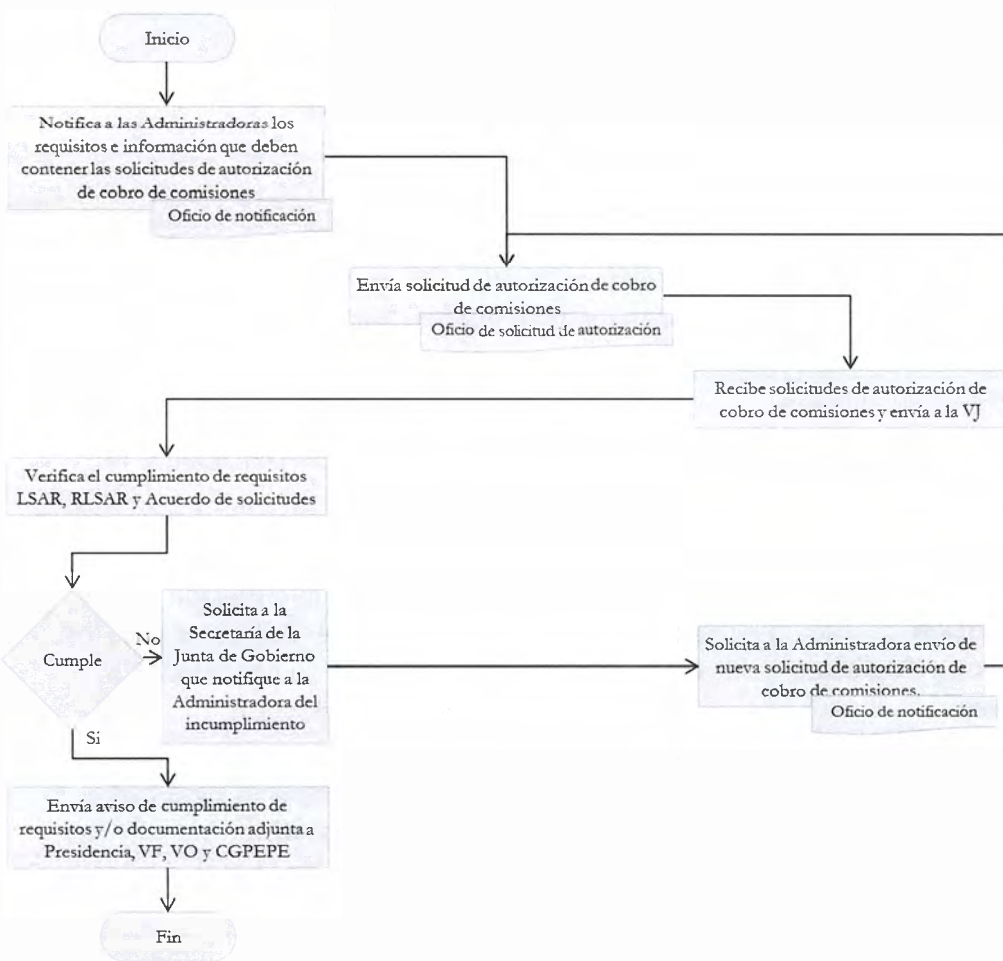 Inicio
Notifica a las Administradoras los
requisitos e información que deben
contener las solicitudes de autorización
de cobro de comisiones
Oficio de notificación
Envía solicitud de autorización de cobro
de comisiones
Oficio de solicitud de autorización
Recibe solicitudes de autorización de
cobro de comisiones y envía a la VJ
Verifica el cumplimiento de requisitos
LSAR, RLSAR y Acuerdo de solicitudes
Cumple
No
Solicita a la
Secretaría de la
Junta de Gobierno
que notifique a la
Administradora del
incumplimiento
Solicita a la Administradora envío de
nueva solicitud de autorización de
cobro de comisiones.
Oficio de notificación
Si
Envía aviso de cumplimiento de
requisitos y/o documentación adjunta a
Presidencia, VF, VO y CGPEPE
Fin